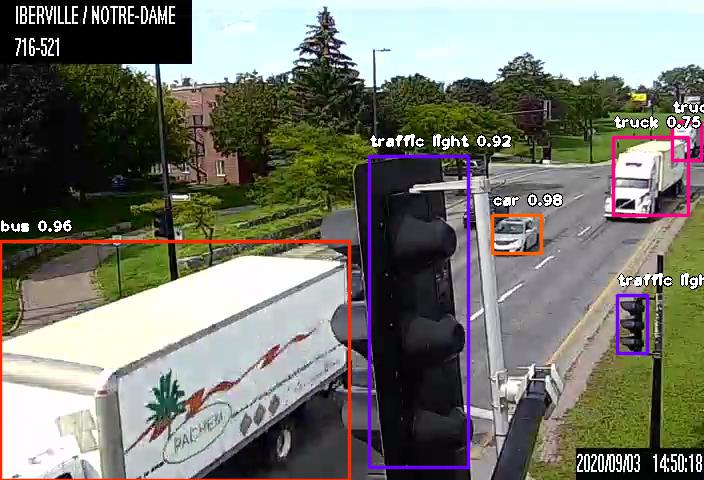 IBERVILLE / NOTRE-DAME
716-521
truck 0.75
traffic light 0.92
car 0.98
bus 0.96
traffic
PACHEM
2020/09/03 14:50:18